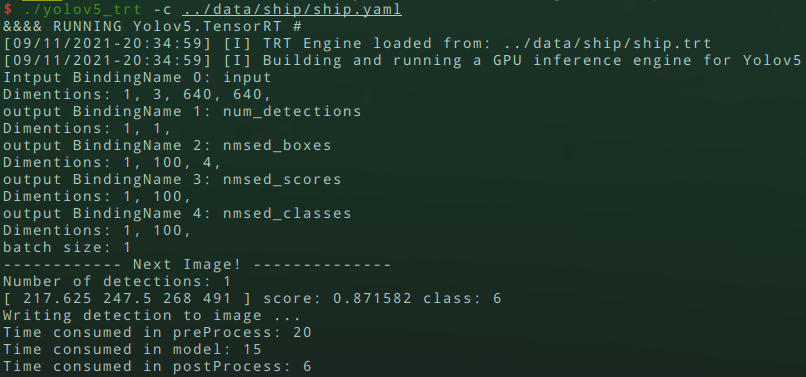 $ ./yolov5_trt -c ../data/ship/ship.yaml
&&&& RUNNING Yolov5.TensorRT #
[09/11/2021-20:34:59] [I] TRT Engine loaded from: ../data/ship/ship.trt
[09/11/2021-20:34:59] [I] Building and running a GPU inference engine for Yolov5
Intput BindingName 0: input
Dimentions: 1, 3, 640, 640,
output BindingName 1: num_detections
Dimentions: 1, 1,
output BindingName 2: nmsed_boxes
Dimentions: 1, 100, 4,
output BindingName 3: nmsed_scores
Dimentions: 1, 100,
output BindingName 4: nmsed_classes
Dimentions: 1, 100,
batch size: 1
------------ Next Image! --------------
Number of detections: 1
[ 217.625 247.5 268 491 ] score: 0.871582 class: 6
Writing detection to image ...
Time consumed in preProcess: 20
Time consumed in model: 15
Time consumed in postProcess: 6